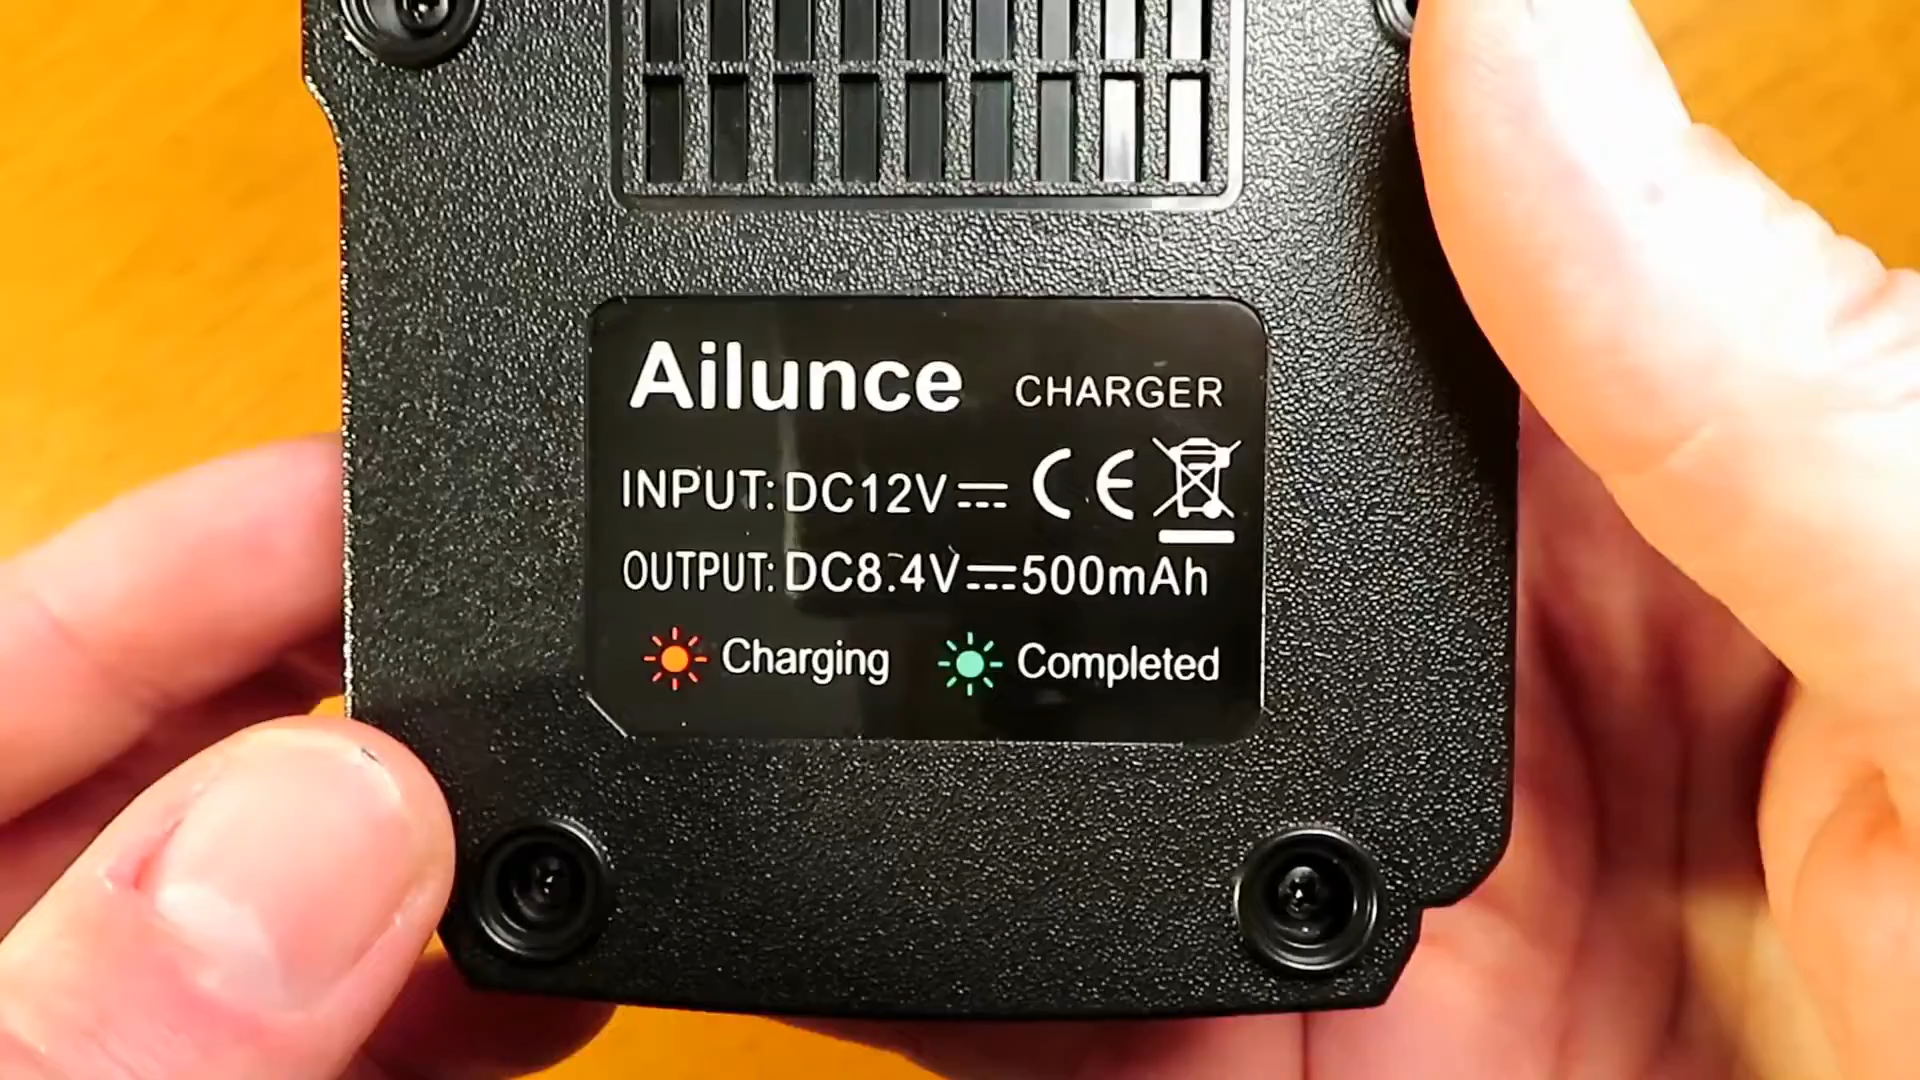 Ailunce CHARGER
INPUT: DC12V⎓ CE
OUTPUT: DC8.4V⎓500mAh
Charging Completed